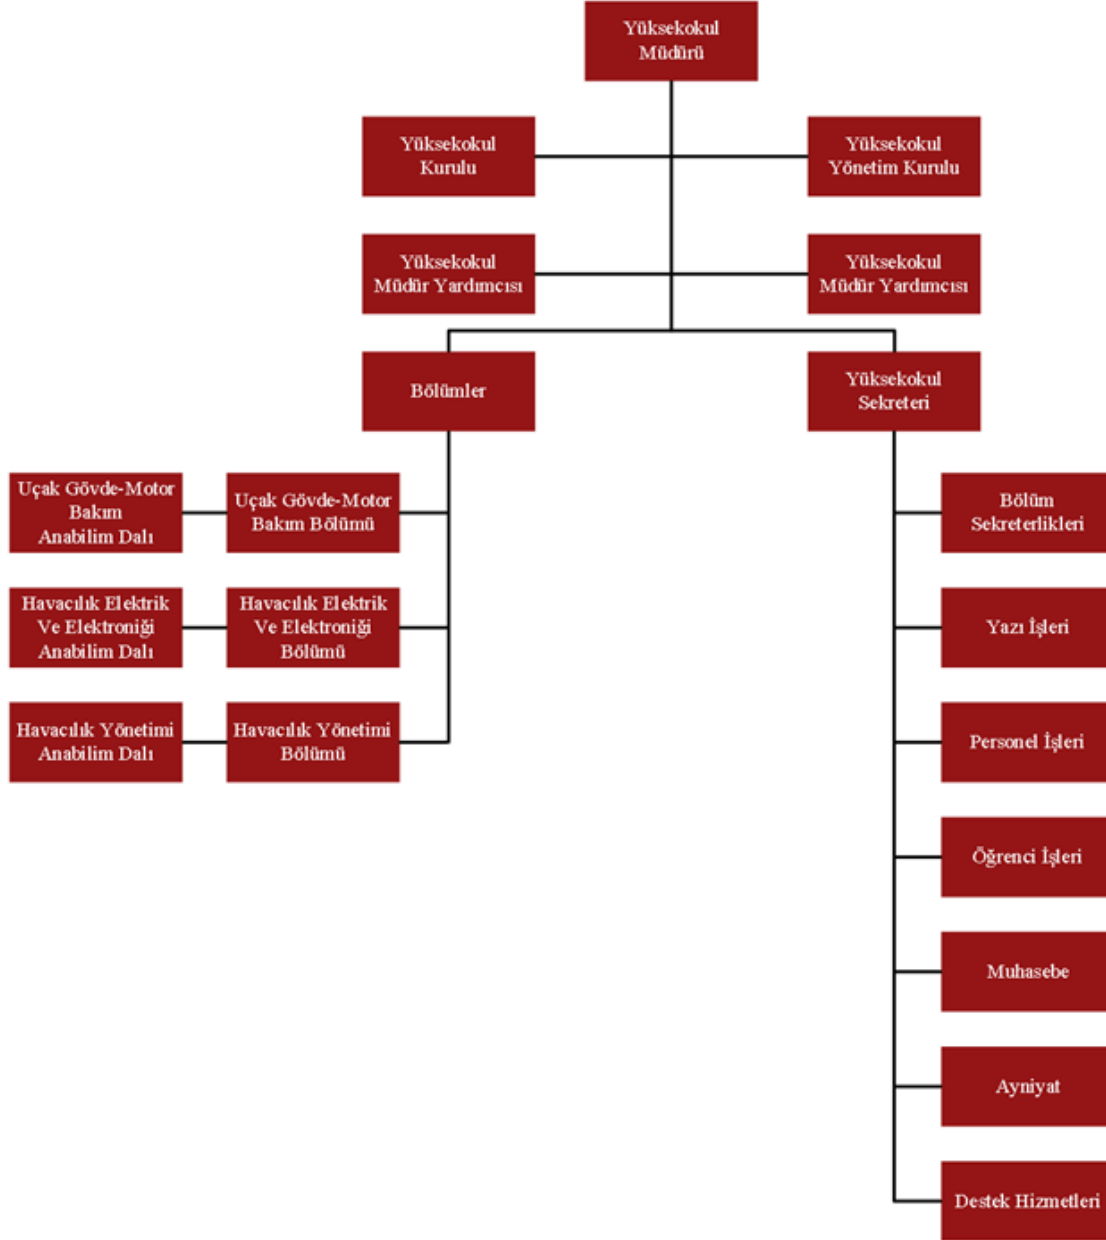 Yüksekokul
Müdürü
Yüksekokul
Kurulu
Yüksekokul
Yönetim Kurulu
Yüksekokul
Müdür Yardımcısı
Yüksekokul
Müdür Yardımcısı
Bölümler
Yüksekokul
Sekreteri
Uçak Gövde-Motor
Bakım
Anabilim Dalı
Uçak Gövde-Motor
Bakım Bölümü
Bölüm
Sekreterlikleri
Havacılık Elektrik
Ve Elektroniği
Anabilim Dalı
Havacılık Elektrik
Ve Elektroniği
Bölümü
Yazı İşleri
Havacılık Yönetimi
Anabilim Dalı
Havacılık Yönetimi
Bölümü
Personel İşleri
Öğrenci İşleri
Muhasebe
Ayniyat
Destek Hizmetleri